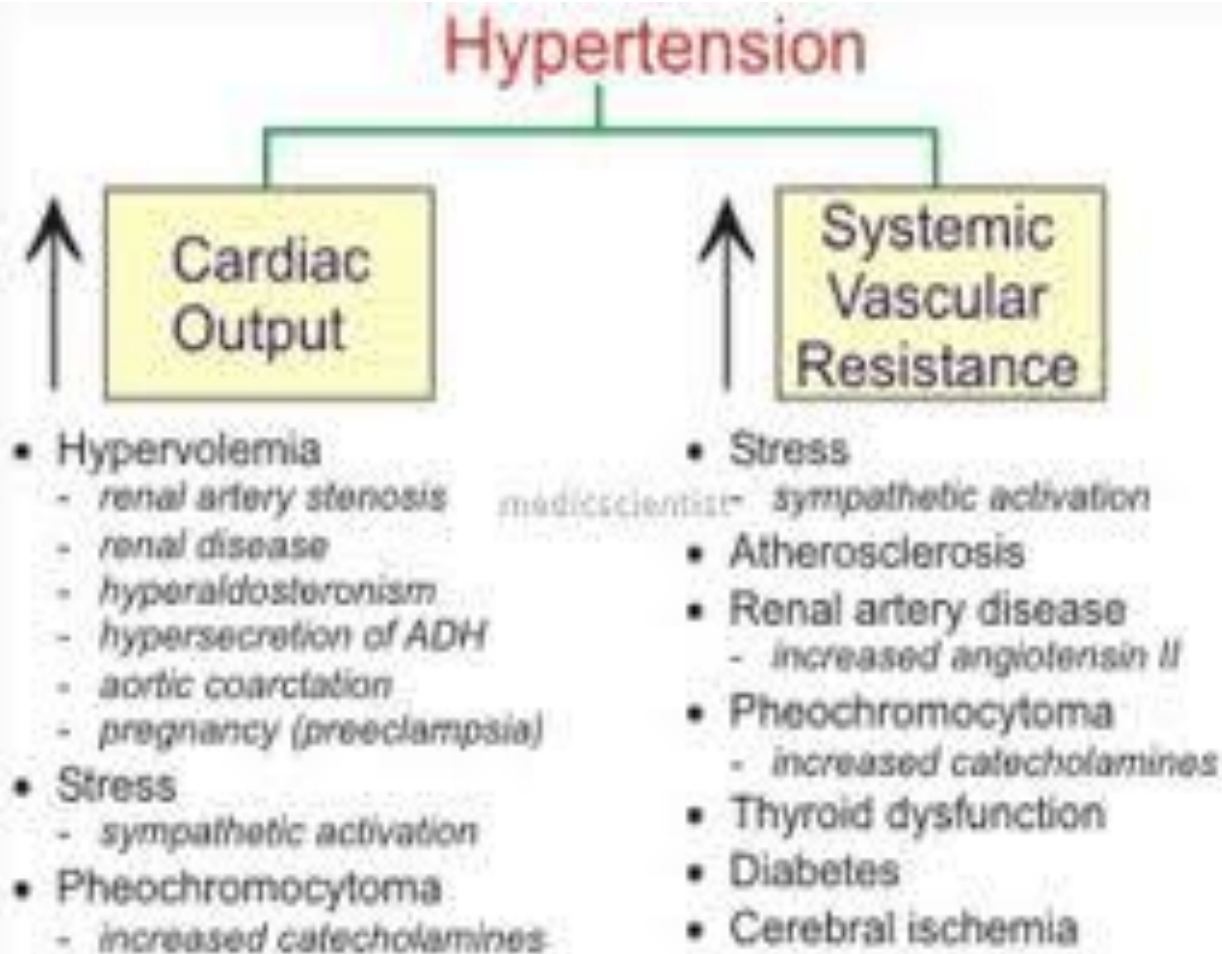 Hypertension
Cardiac
Output
Hypervolemia
- renal artery stenosis
- renal disease
- hyperaldosteronism
- hypersecretion of ADH
- aortic coarctation
- pregnancy (preeclampsia)
Stress
- sympathetic activation
Pheochromocytoma
- increased catecholamines
medicscientist
Systemic
Vascular
Resistance
Stress
- sympathetic activation
Atherosclerosis
Renal artery disease
- increased angiotensin II
Pheochromocytoma
- increased catecholamines
Thyroid dysfunction
Diabetes
Cerebral ischemia